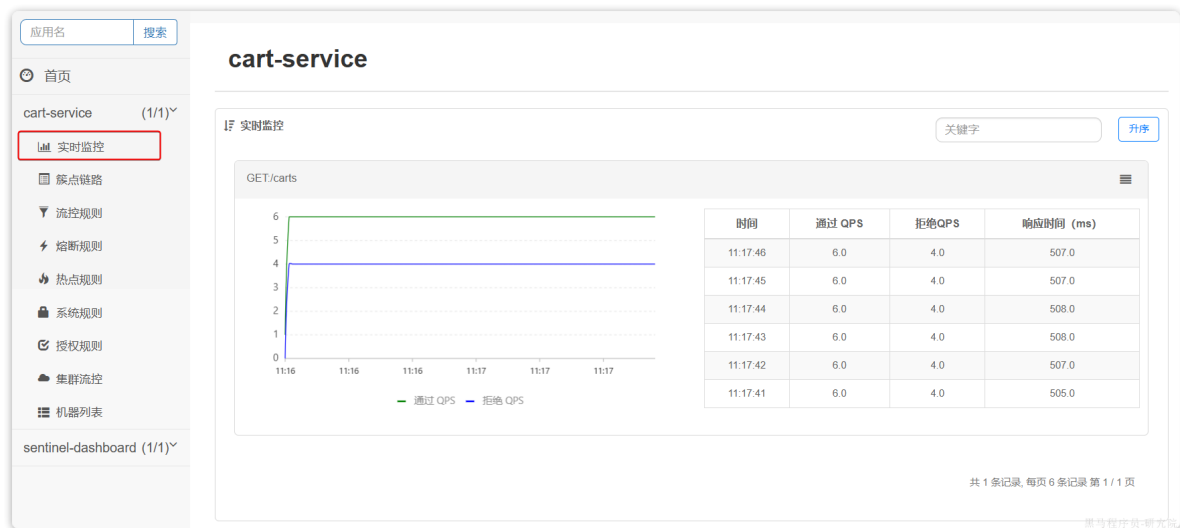 应用名 搜索
首页
cart-service (1/1)
实时监控
簇点链路
流控规则
熔断规则
热点规则
系统规则
授权规则
集群流控
机器列表
sentinel-dashboard (1/1)
cart-service
实时监控 关键字 升序
GET:/carts
6
5
4
3
2
1
0
11:16 11:16 11:16 11:17 11:17 11:17
通过 QPS 拒绝 QPS
时间 通过 QPS 拒绝QPS 响应时间 (ms)
11:17:46 6.0 4.0 507.0
11:17:45 6.0 4.0 507.0
11:17:44 6.0 4.0 508.0
11:17:43 6.0 4.0 508.0
11:17:42 6.0 4.0 507.0
11:17:41 6.0 4.0 505.0
共 1 条记录, 每页 6 条记录 第 1 / 1 页
黑马程序员-研究院